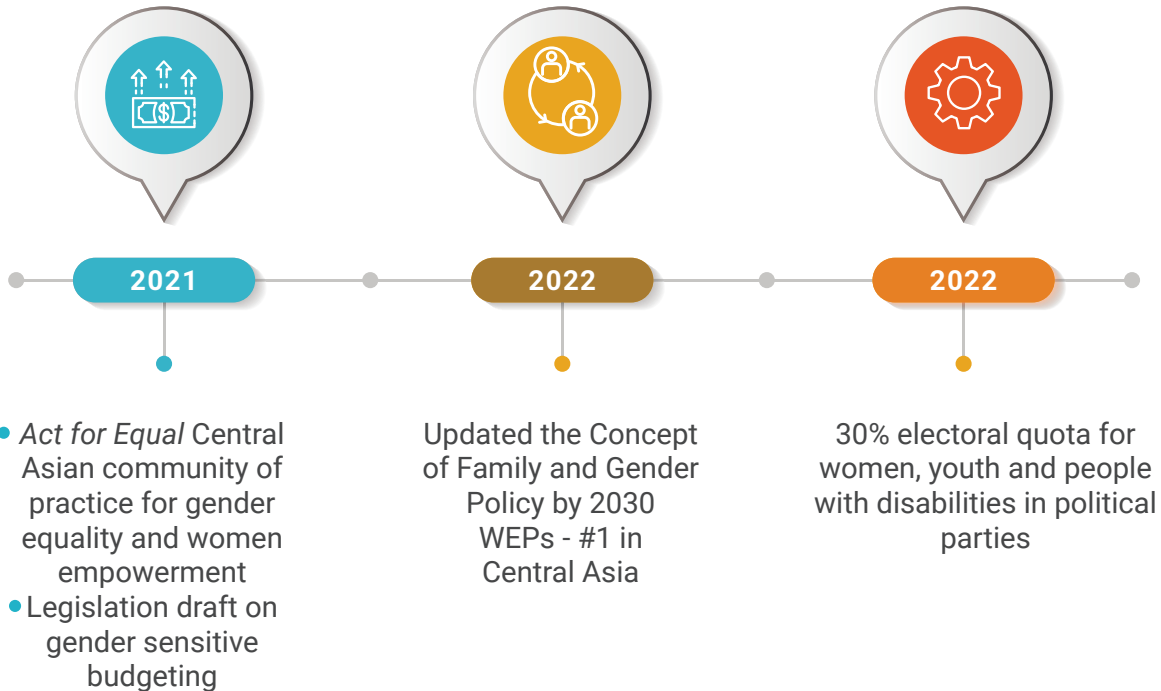 $
2021
• Act for Equal Central
Asian community of
practice for gender
equality and women
empowerment
• Legislation draft on
gender sensitive
budgeting
2022
Updated the Concept
of Family and Gender
Policy by 2030
WEPs - #1 in
Central Asia
2022
30% electoral quota for
women, youth and people
with disabilities in political
parties